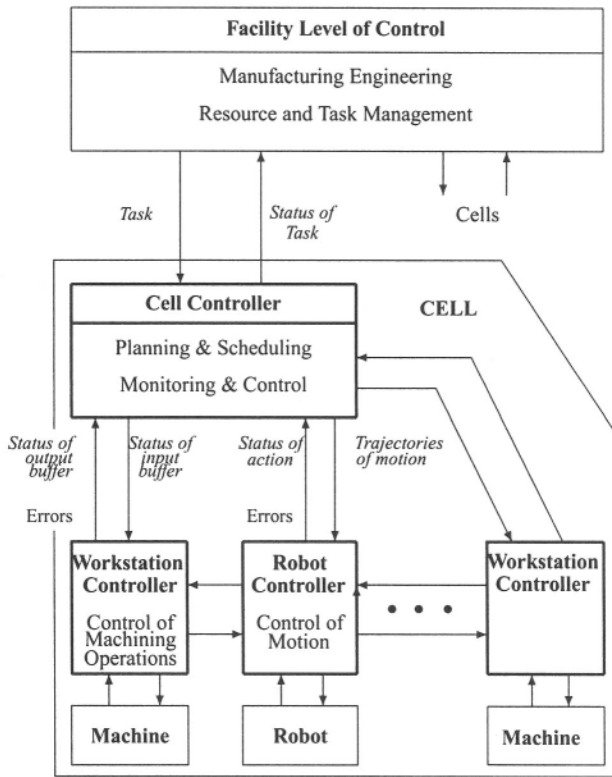 Facility Level of Control
Manufacturing Engineering
Resource and Task Management
Task
Status of
Task
Cells
Cell Controller
CELL
Planning & Scheduling
Monitoring & Control
Status of
output
buffer
Status of
input
buffer
Status of
action
Trajectories
of motion
Errors
Errors
Workstation
Controller
Control of
Machining
Operations
Robot
Controller
Control of
Motion
Workstation
Controller
Machine
Robot
Machine